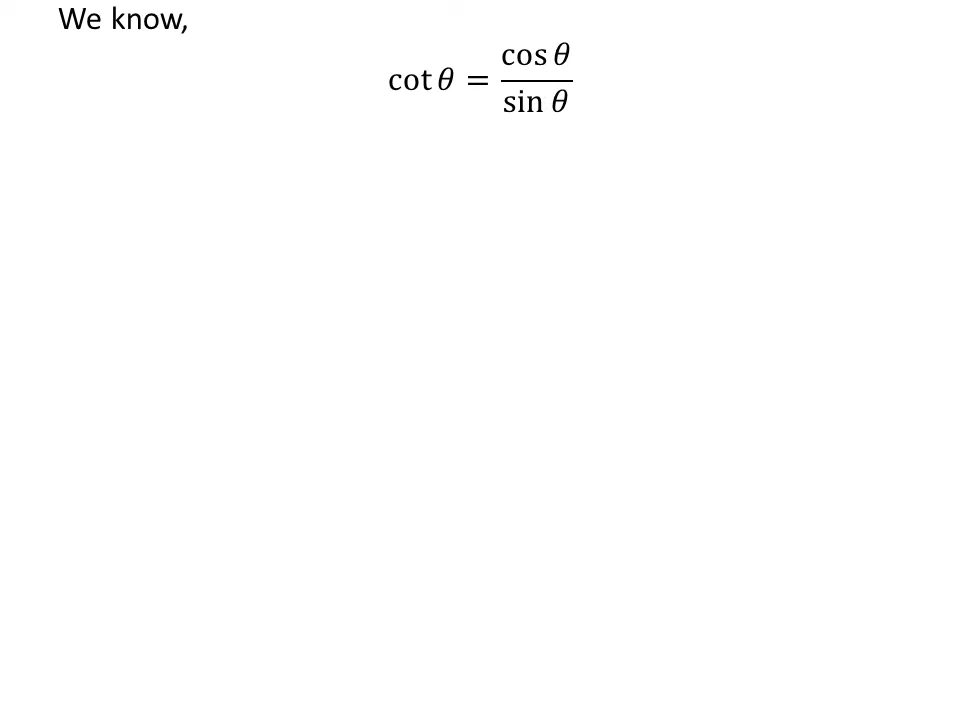 We know,
cot θ = cos θ / sin θ